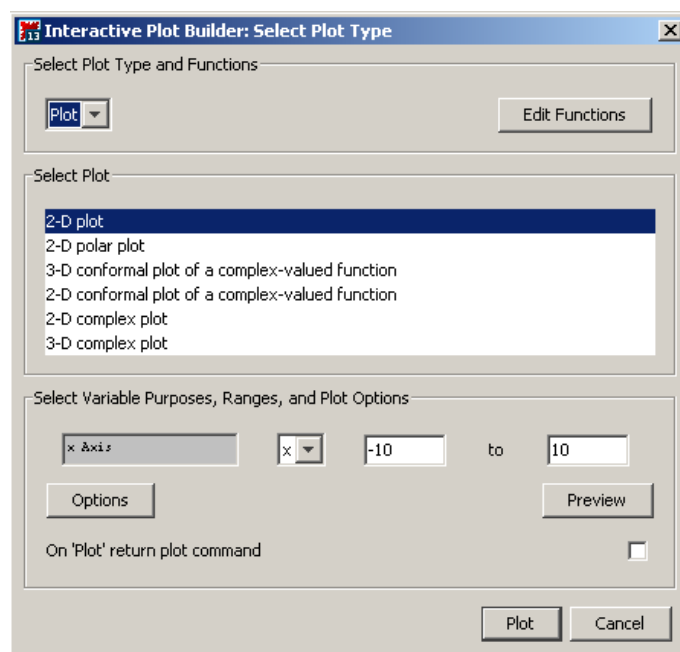 13 Interactive Plot Builder: Select Plot Type
Select Plot Type and Functions
Plot Edit Functions
Select Plot
2-D plot
2-D polar plot
3-D conformal plot of a complex-valued function
2-D conformal plot of a complex-valued function
2-D complex plot
3-D complex plot
Select Variable Purposes, Ranges, and Plot Options
x Axis x -10 to 10
Options Preview
On 'Plot' return plot command
Plot Cancel